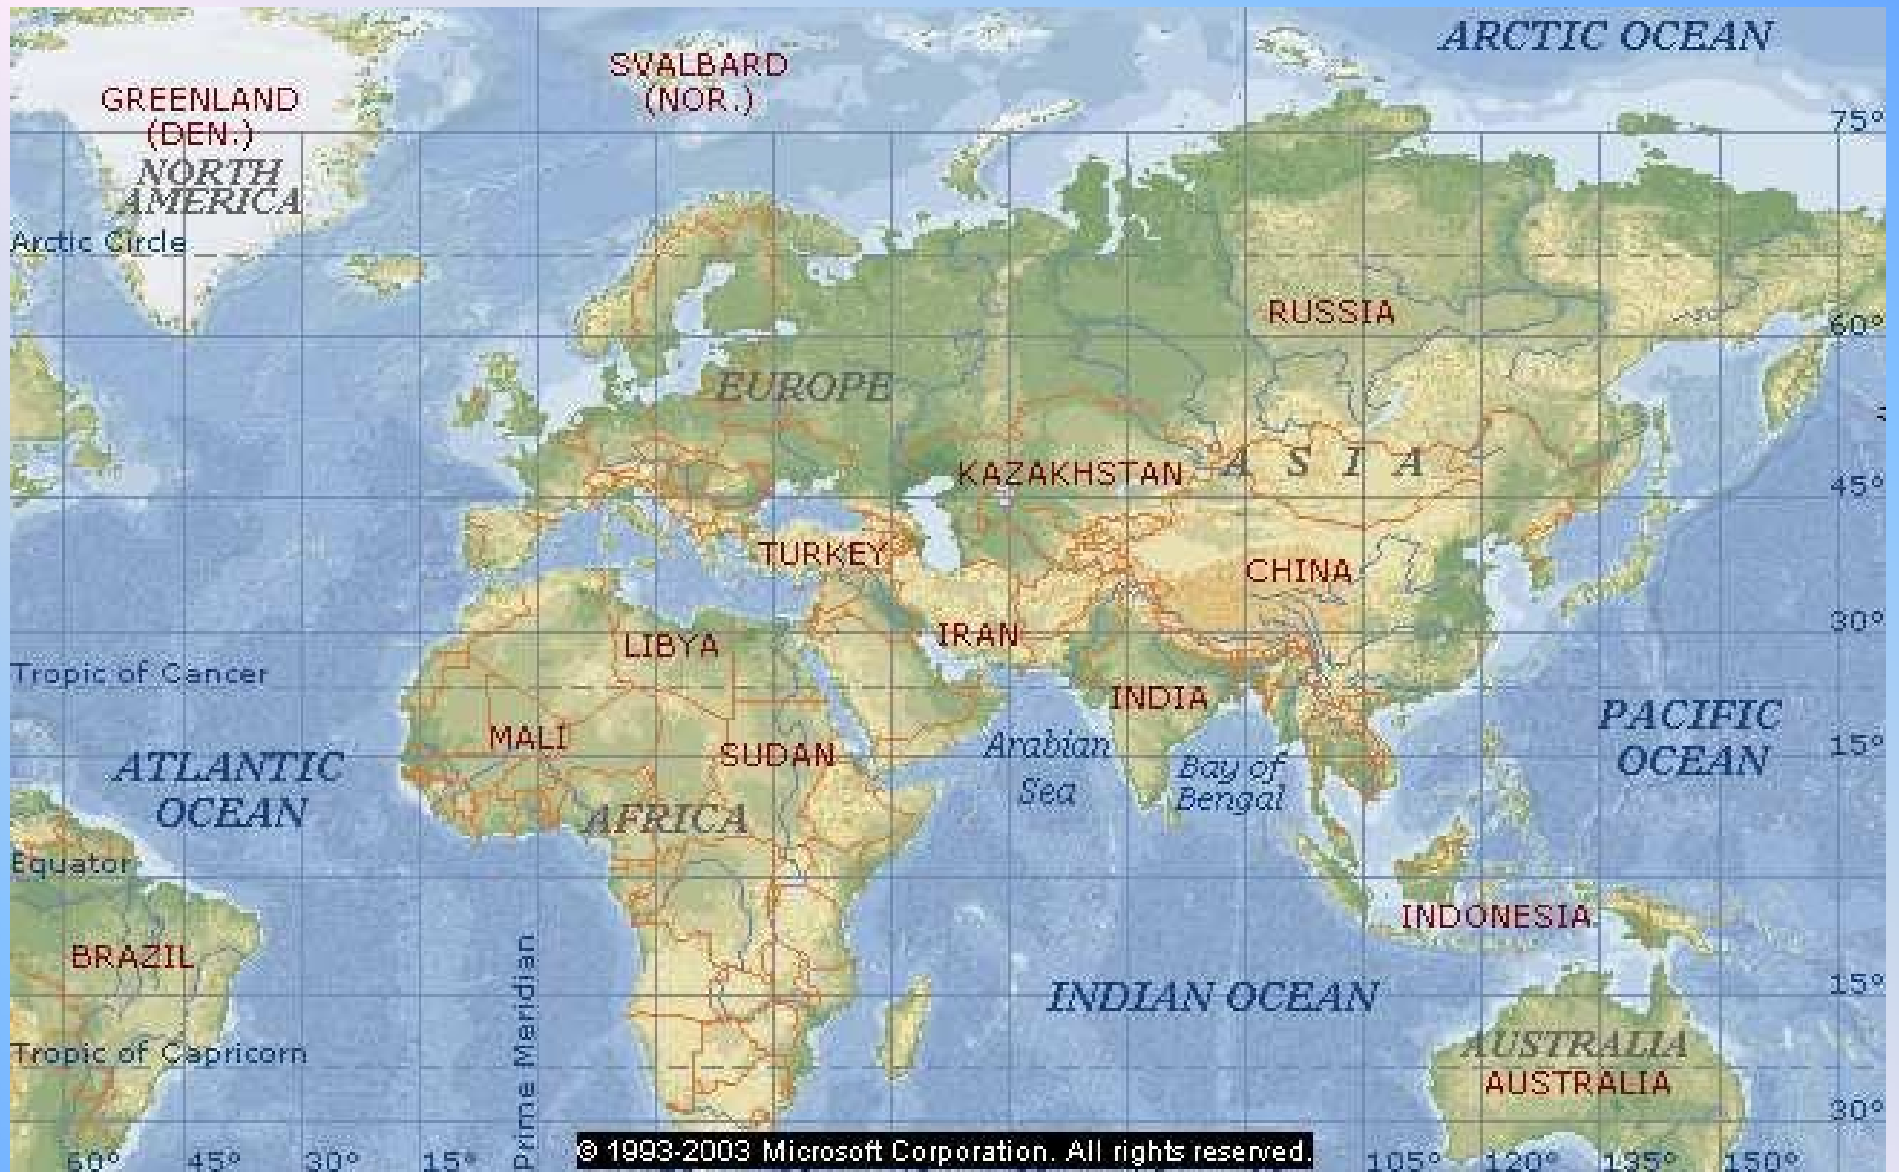 ARCTIC OCEAN
SVALBARD
(NOR.)
GREENLAND
(DEN.)
75°
NORTH
AMERICA
Arctic Circle
RUSSIA
60°
EUROPE
ASIA
KAZAKHSTAN
45°
TURKEY
CHINA
30°
IRAN
LIBYA
Tropic of Cancer
INDIA
PACIFIC
OCEAN
MALI
SUDAN
Arabian
Sea
15°
ATLANTIC
OCEAN
Bay of
Bengal
AFRICA
Equator
INDONESIA
BRAZIL
INDIAN OCEAN
15°
Prime Meridian
Tropic of Capricorn
AUSTRALIA
AUSTRALIA
30°
© 1993-2003 Microsoft Corporation. All rights reserved.
60° 45° 30° 15° 105° 120° 135° 150°